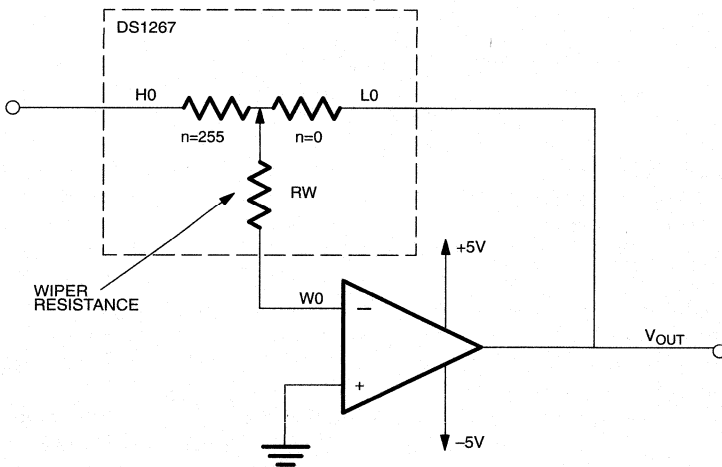 DS1267
H0
L0
n=255
n=0
RW
WIPER
RESISTANCE
W0
+5V
−
+
VOUT
−5V